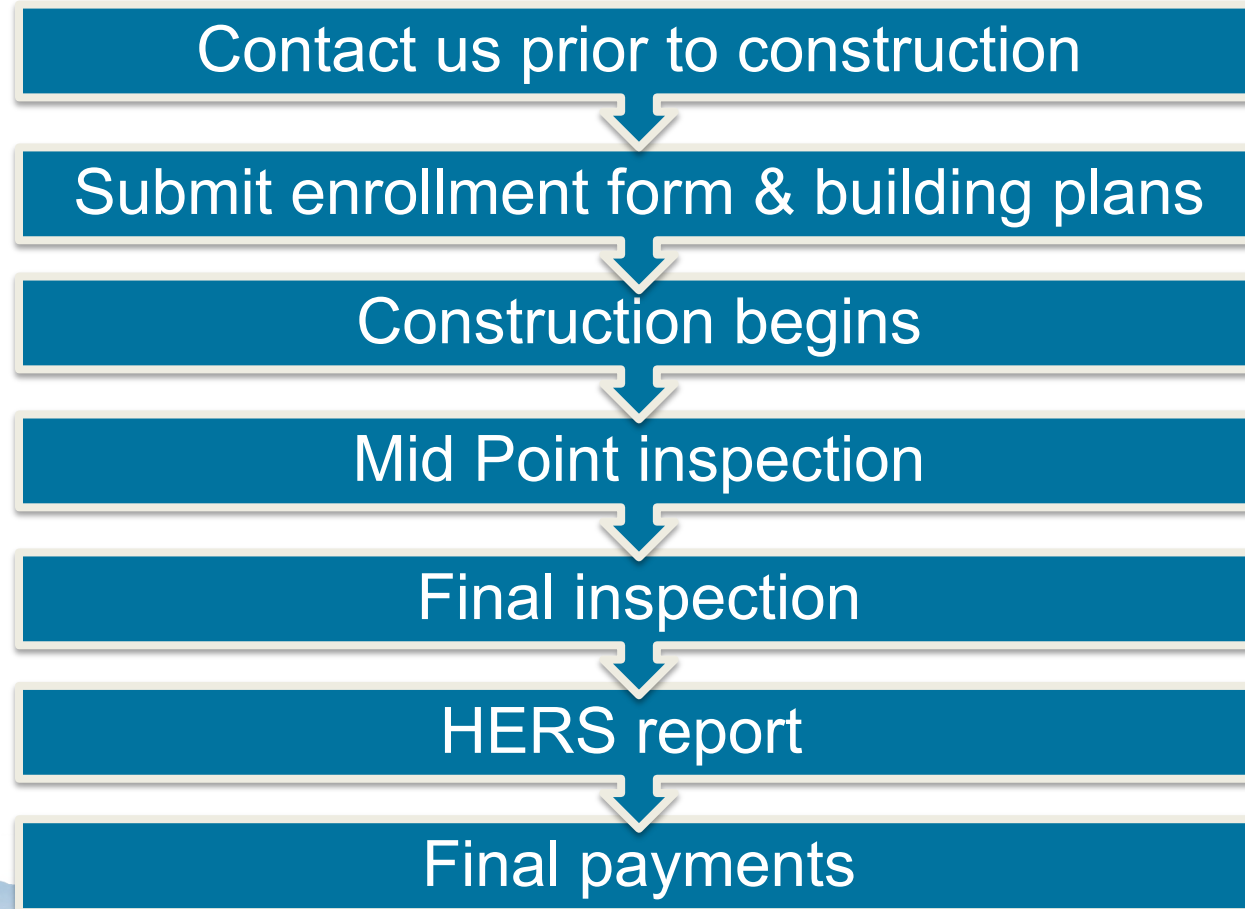 Contact us prior to construction
Submit enrollment form & building plans
Construction begins
Mid Point inspection
Final inspection
HERS report
Final payments